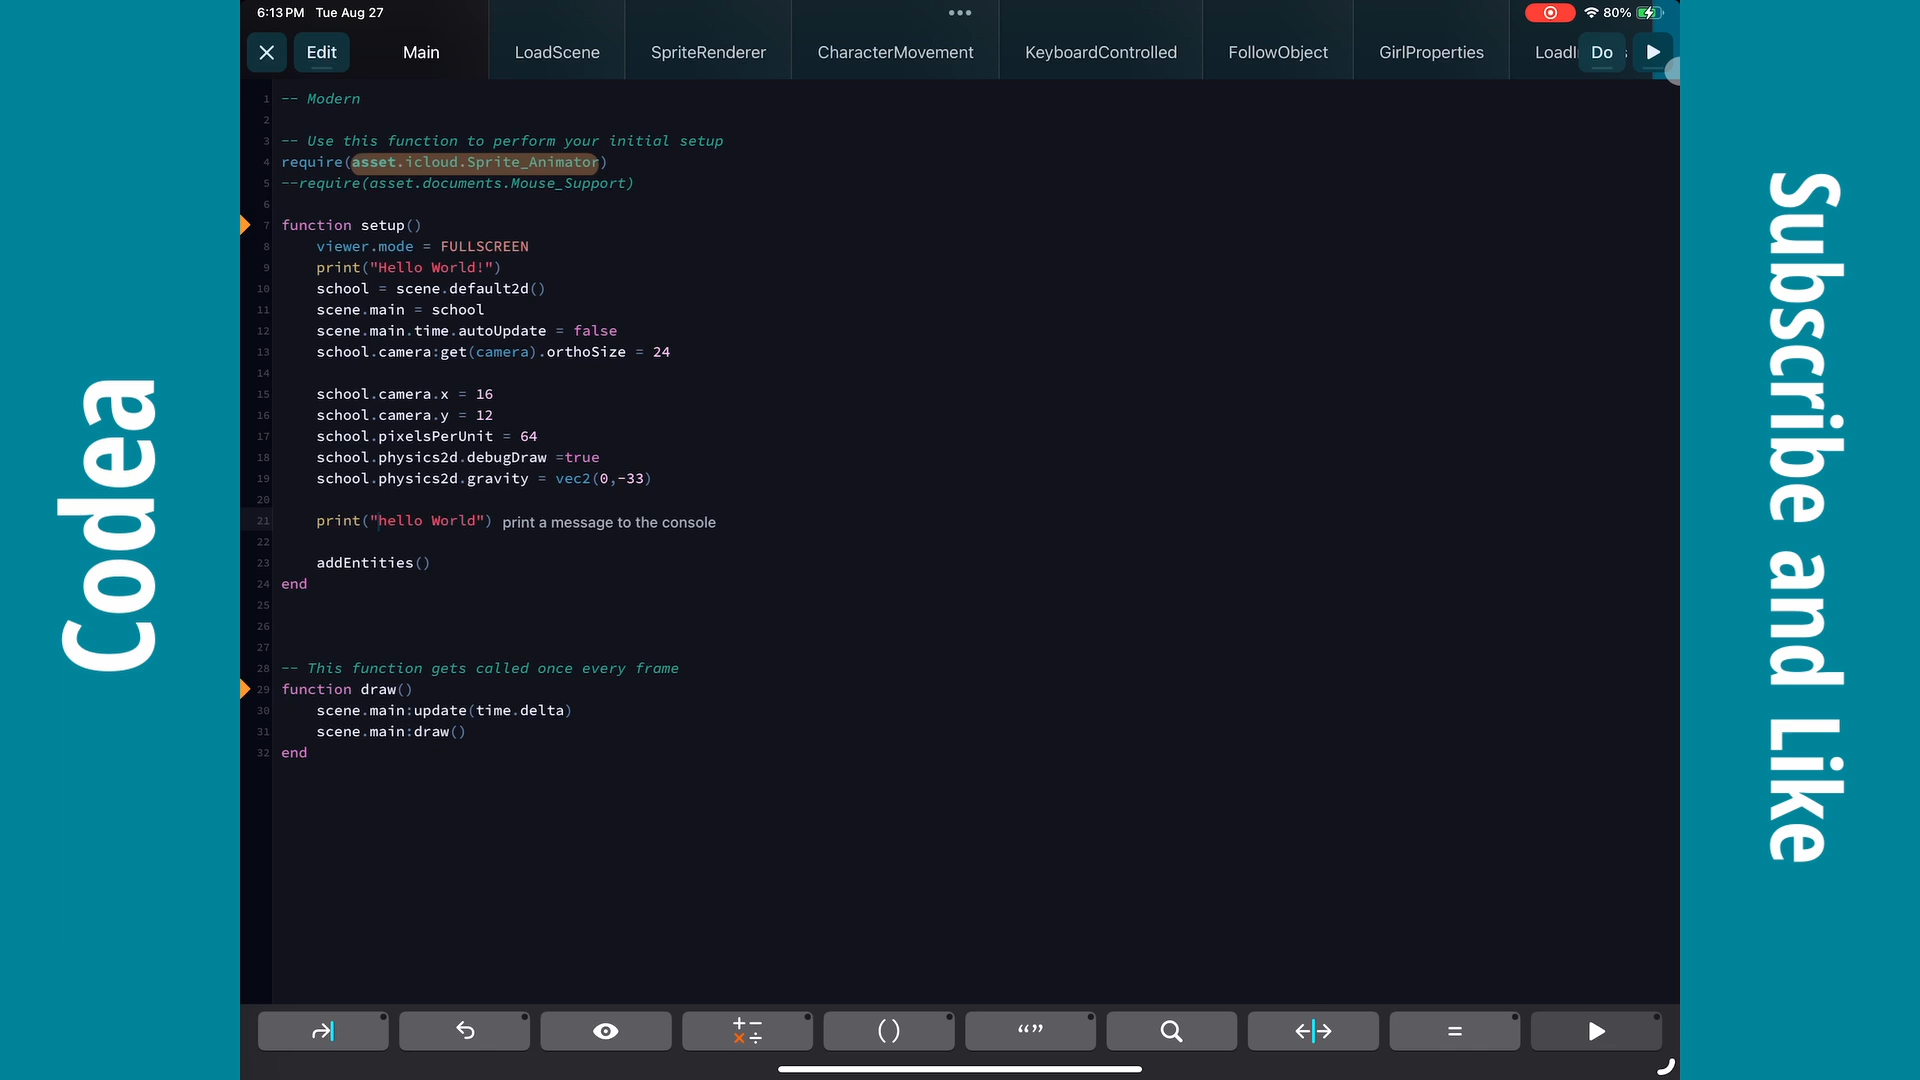 6:13 PM Tue Aug 27
80%
Edit
Main
LoadScene
SpriteRenderer
CharacterMovement
KeyboardControlled
FollowObject
GirlProperties
Do
1 -- Modern
2
3 -- Use this function to perform your initial setup
4 require(asset.icloud.Sprite_Animator)
5 --require(asset.documents.Mouse_Support)
6
7 function setup()
8 viewer.mode = FULLSCREEN
9 print("Hello World!")
10 school = scene.default2d()
11 scene.main = school
12 scene.main.time.autoUpdate = false
13 school.camera:get(camera).orthoSize = 24
14
15 school.camera.x = 16
16 school.camera.y = 12
17 school.pixelsPerUnit = 64
18 school.physics2d.debugDraw =true
19 school.physics2d.gravity = vec2(0,-33)
20
21 print("hello World") print a message to the console
22
23 addEntities()
24 end
25
26
27
28 -- This function gets called once every frame
29 function draw()
30 scene.main:update(time.delta)
31 scene.main:draw()
32 end
+ − × ÷
()
“”
=
Codea
Subscribe and Like